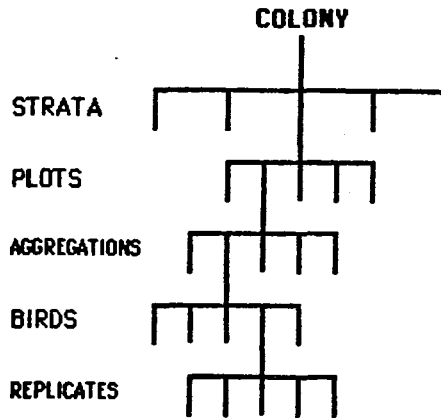 COLONY
STRATA
PLOTS
AGGREGATIONS
BIRDS
REPLICATES